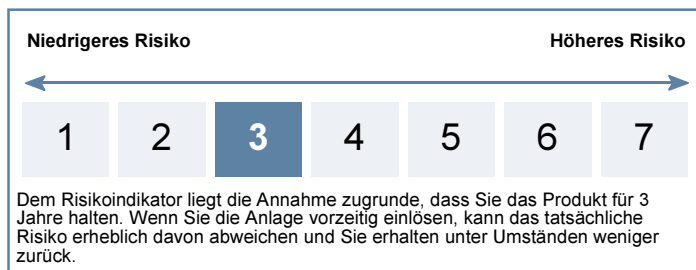 Niedrigeres Risiko Höheres Risiko
1 2 3 4 5 6 7
Dem Risikoindikator liegt die Annahme zugrunde, dass Sie das Produkt für 3
Jahre halten. Wenn Sie die Anlage vorzeitig einlösen, kann das tatsächliche
Risiko erheblich davon abweichen und Sie erhalten unter Umständen weniger
zurück.